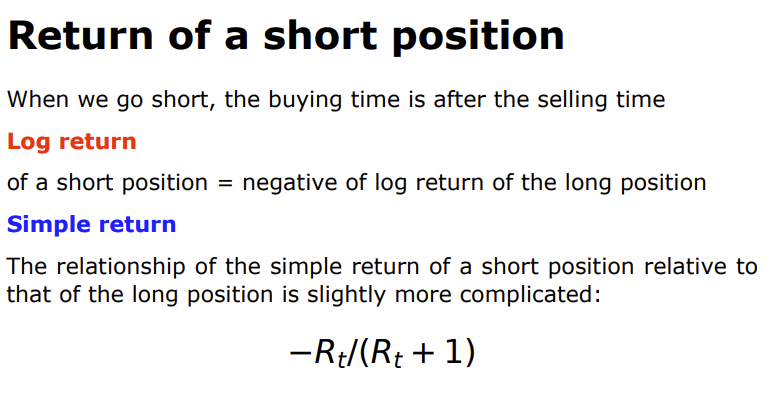 Return of a short position
When we go short, the buying time is after the selling time
Log return
of a short position = negative of log return of the long position
Simple return
The relationship of the simple return of a short position relative to
that of the long position is slightly more complicated:
−Rₜ/(Rₜ + 1)